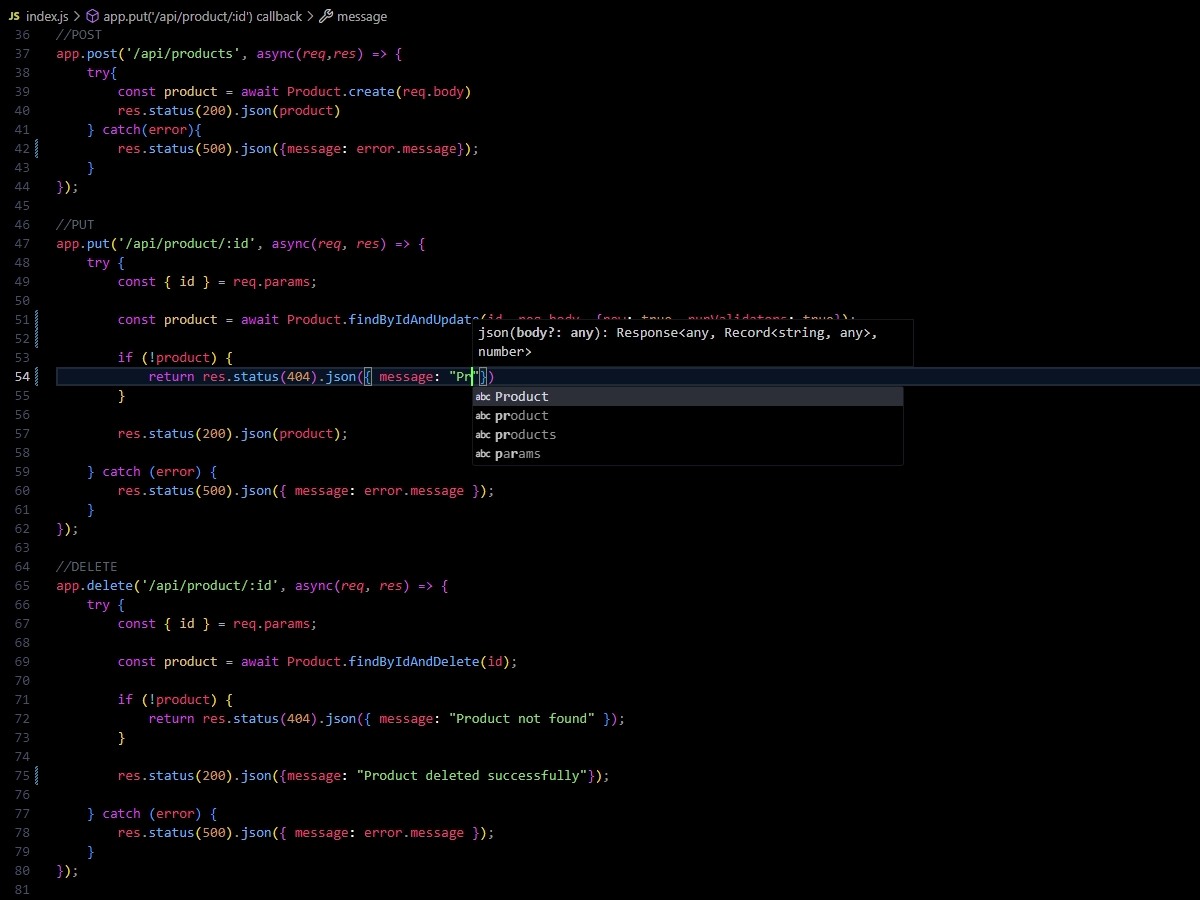 JS index.js > app.put('/api/product/:id') callback > message
36 //POST
37 app.post('/api/products', async(req,res) => {
38 try{
39 const product = await Product.create(req.body)
40 res.status(200).json(product)
41 } catch(error){
42 res.status(500).json({message: error.message});
43 }
44 });
45
46 //PUT
47 app.put('/api/product/:id', async(req, res) => {
48 try {
49 const { id } = req.params;
50
51 const product = await Product.findByIdAndUpdate(id, req.body, {new: true, runValidators: true});
json(body?: any): Response<any, Record<string, any>,
52
number>
53 if (!product) {
54 return res.status(404).json({ message: "Pr"})
55 }
Product
56
product
57 res.status(200).json(product);
products
58
params
59 } catch (error) {
60 res.status(500).json({ message: error.message });
61 }
62 });
63
64 //DELETE
65 app.delete('/api/product/:id', async(req, res) => {
66 try {
67 const { id } = req.params;
68
69 const product = await Product.findByIdAndDelete(id);
70
71 if (!product) {
72 return res.status(404).json({ message: "Product not found" });
73 }
74
75 res.status(200).json({message: "Product deleted successfully"});
76
77 } catch (error) {
78 res.status(500).json({ message: error.message });
79 }
80 });
81